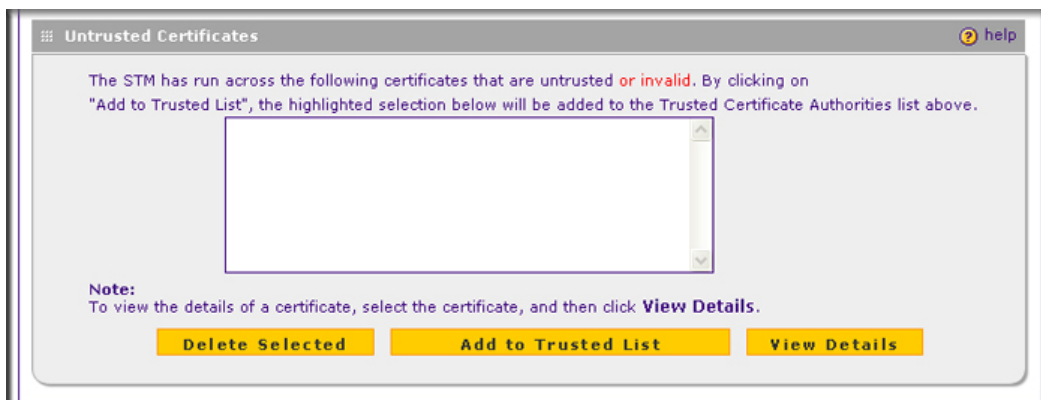 Untrusted Certificates
help
The STM has run across the following certificates that are untrusted or invalid. By clicking on
"Add to Trusted List", the highlighted selection below will be added to the Trusted Certificate Authorities list above.
Note:
To view the details of a certificate, select the certificate, and then click View Details.
Delete Selected
Add to Trusted List
View Details